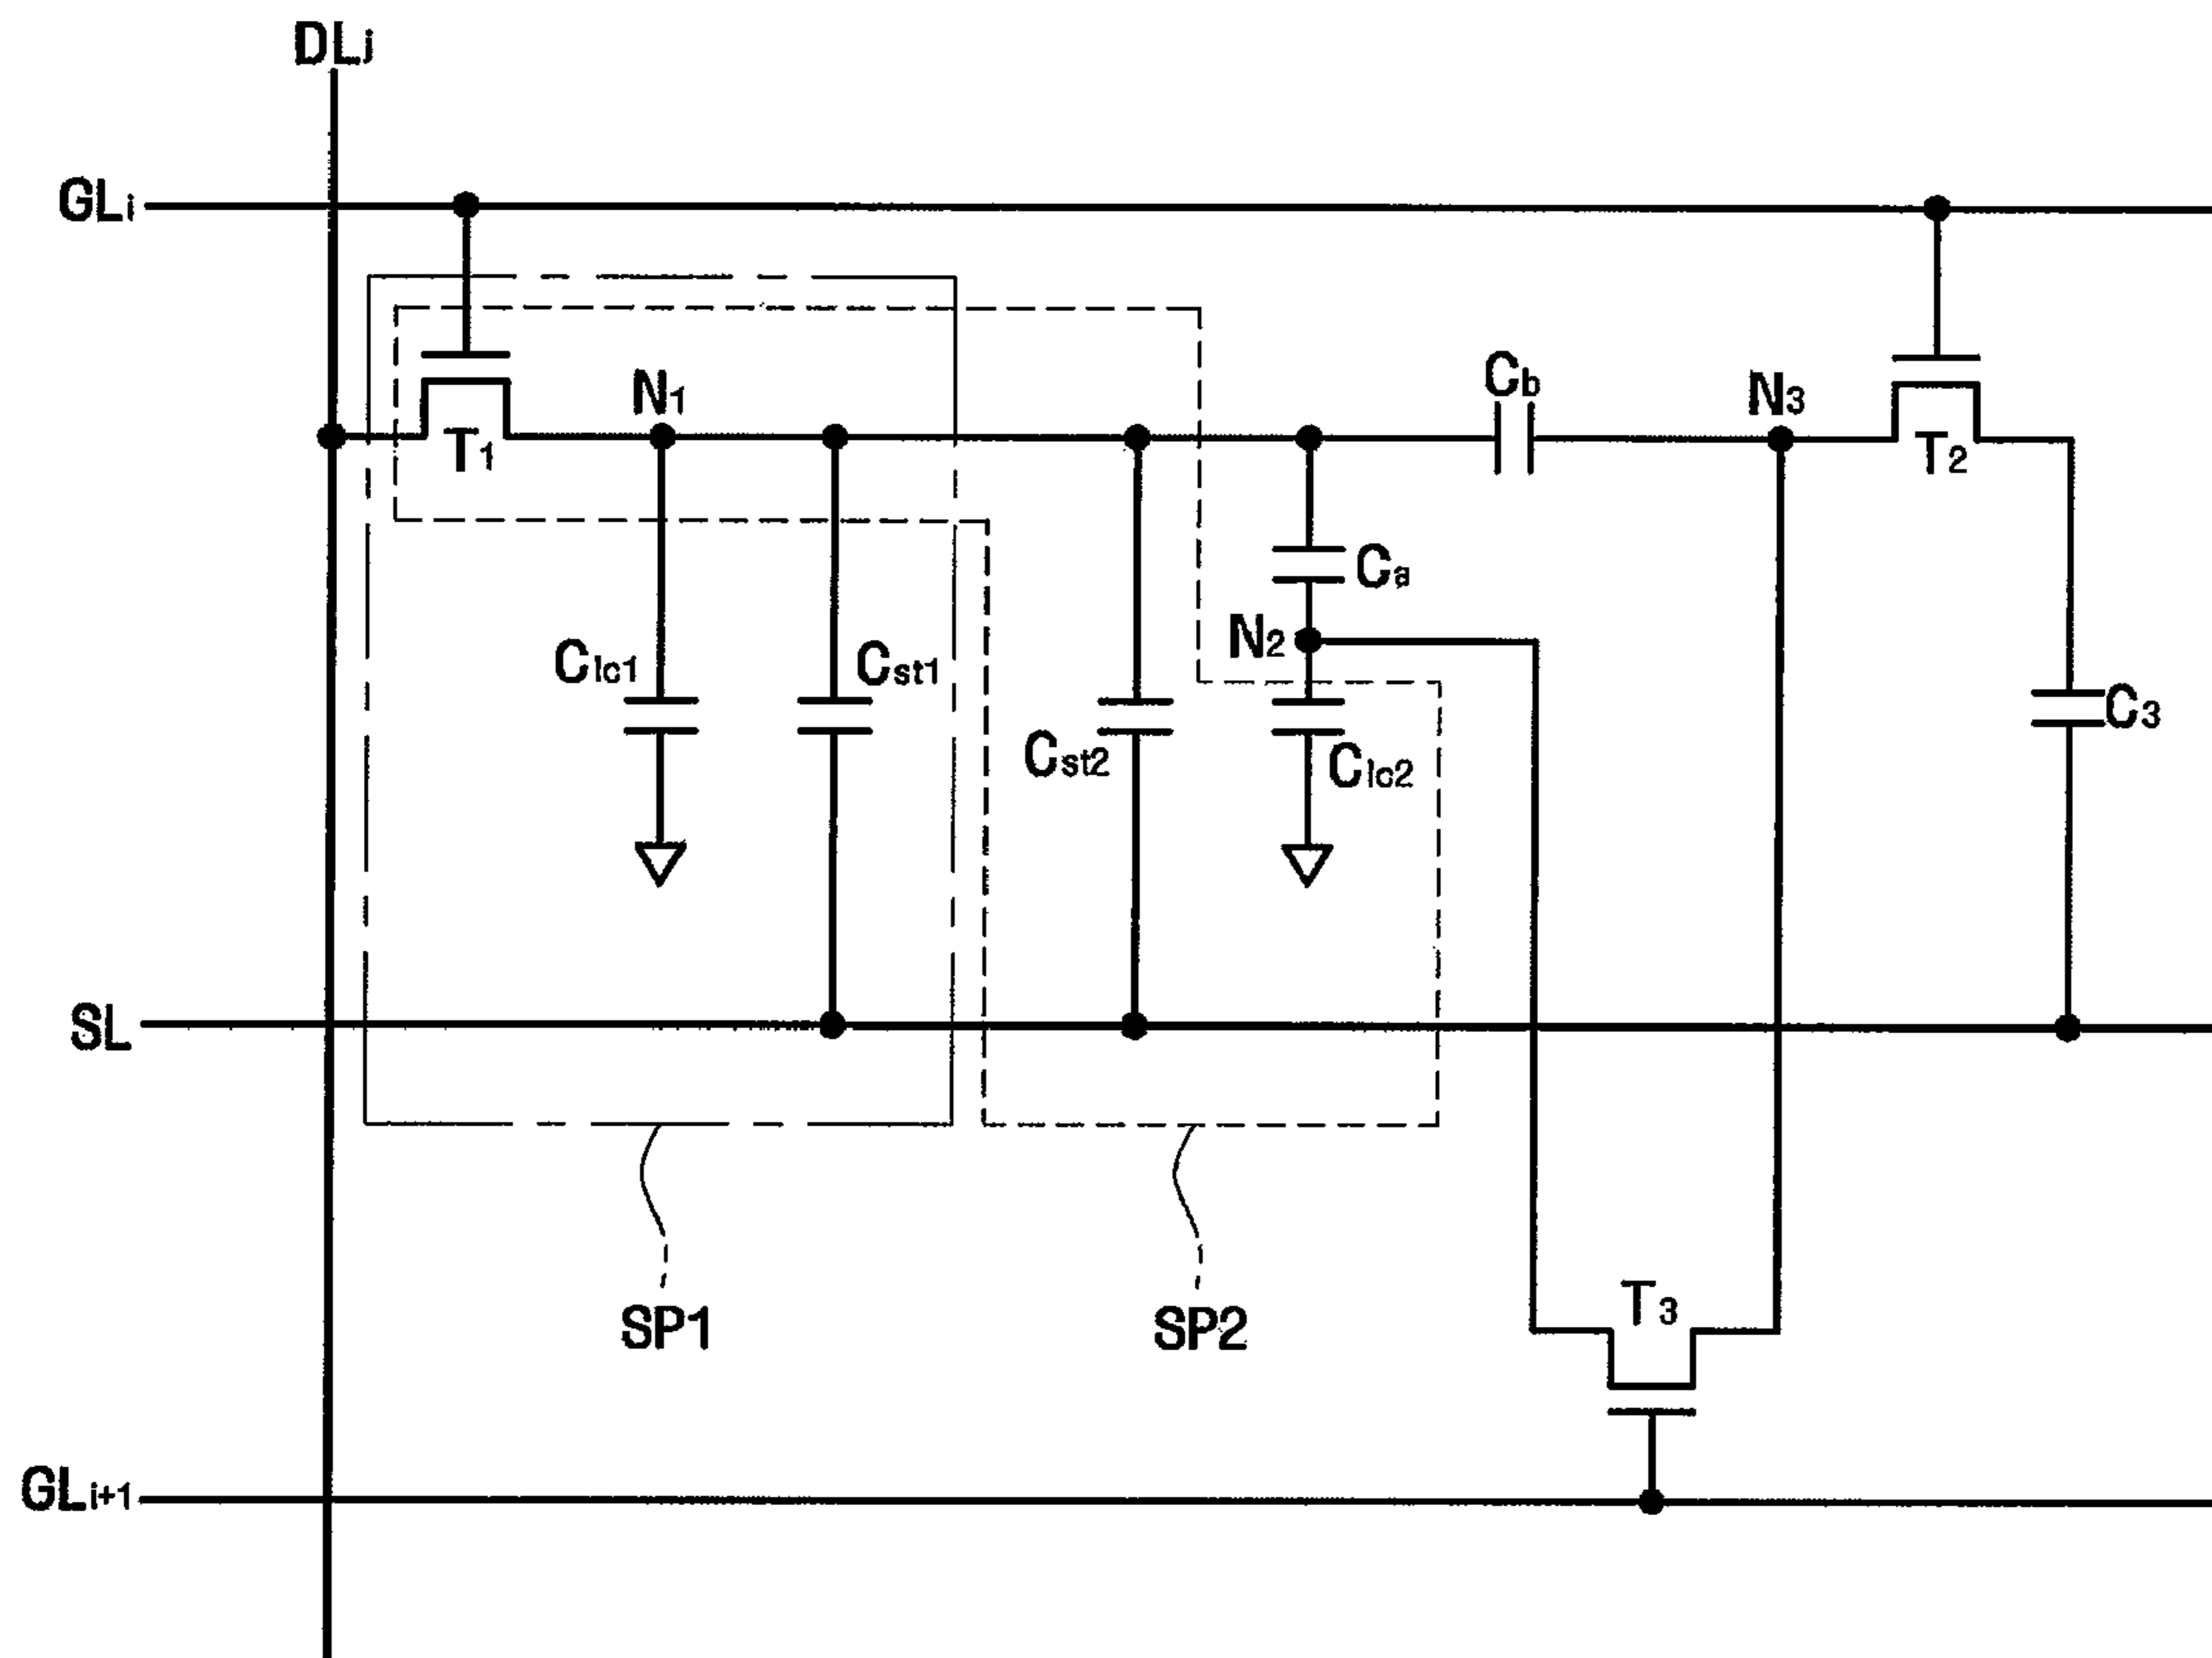 DLj
GLi
N1
Cb
N3
T1
T2
Ca
N2
Clc1
Cst1
C3
Cst2
Clc2
SL
T3
SP1
SP2
GLi+1